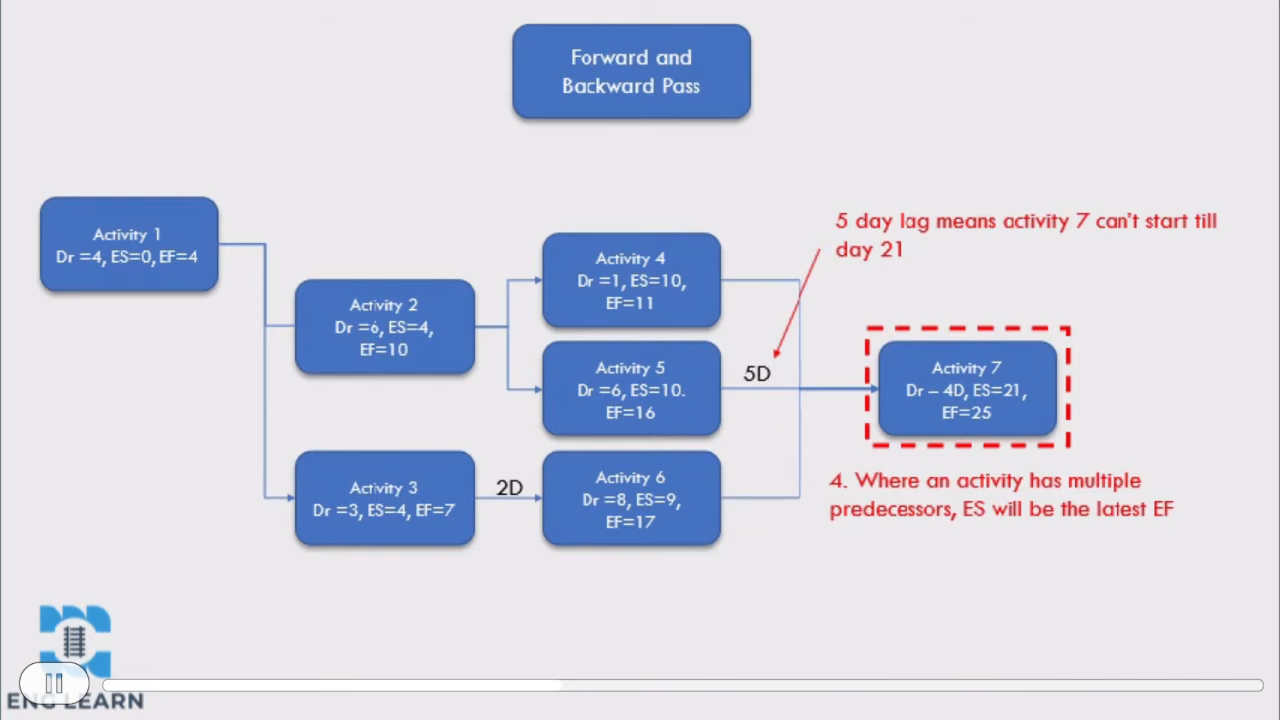 Forward and
Backward Pass
Activity 1
Dr =4, ES=0, EF=4
Activity 2
Dr =6, ES=4,
EF=10
Activity 3
Dr =3, ES=4, EF=7
2D
Activity 4
Dr =1, ES=10,
EF=11
Activity 5
Dr =6, ES=10.
EF=16
5D
Activity 6
Dr =8, ES=9,
EF=17
5 day lag means activity 7 can't start till
day 21
Activity 7
Dr – 4D, ES=21,
EF=25
4. Where an activity has multiple
predecessors, ES will be the latest EF
ENG LEARN